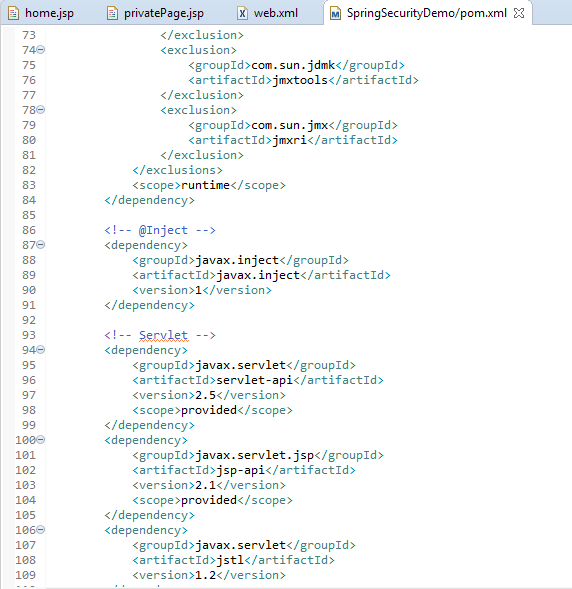 home.jsp privatePage.jsp web.xml SpringSecurityDemo/pom.xml
73 </exclusion>
74 <exclusion>
75 <groupId>com.sun.jdmk</groupId>
76 <artifactId>jmxtools</artifactId>
77 </exclusion>
78 <exclusion>
79 <groupId>com.sun.jmx</groupId>
80 <artifactId>jmxri</artifactId>
81 </exclusion>
82 </exclusions>
83 <scope>runtime</scope>
84 </dependency>
85
86 <!-- @Inject -->
87 <dependency>
88 <groupId>javax.inject</groupId>
89 <artifactId>javax.inject</artifactId>
90 <version>1</version>
91 </dependency>
92
93 <!-- Servlet -->
94 <dependency>
95 <groupId>javax.servlet</groupId>
96 <artifactId>servlet-api</artifactId>
97 <version>2.5</version>
98 <scope>provided</scope>
99 </dependency>
100 <dependency>
101 <groupId>javax.servlet.jsp</groupId>
102 <artifactId>jsp-api</artifactId>
103 <version>2.1</version>
104 <scope>provided</scope>
105 </dependency>
106 <dependency>
107 <groupId>javax.servlet</groupId>
108 <artifactId>jstl</artifactId>
109 <version>1.2</version>